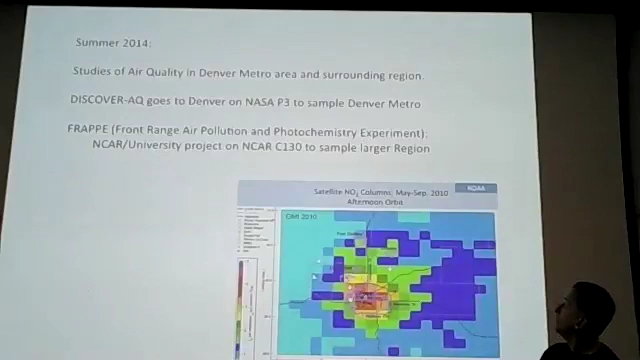 Summer 2014:
Studies of Air Quality in Denver Metro area and surrounding region.
DISCOVER-AQ goes to Denver on NASA P3 to sample Denver Metro
FRAPPE (Front Range Air Pollution and Photochemistry Experiment):
NCAR/University project on NCAR C130 to sample larger Region
NOAA
Satellite NO₂ Columns: May-Sep, 2010
Afternoon Orbit
OMI 2010